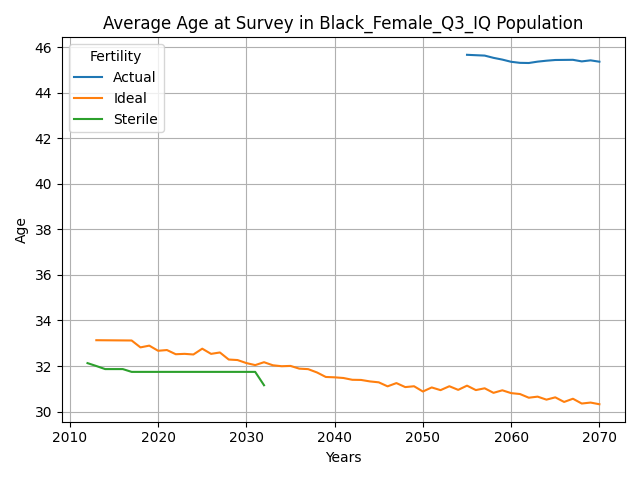 Average Age at Survey in Black_Female_Q3_IQ Population
Fertility
Actual
Ideal
Sterile
46
44
42
40
38
36
34
32
30
Age
2010 2020 2030 2040 2050 2060 2070
Years